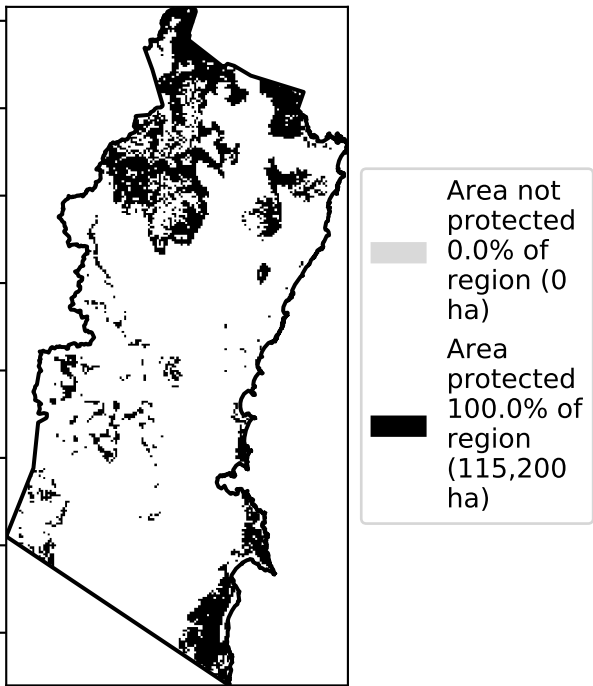 Area not
protected
0.0% of
region (0
ha)
Area
protected
100.0% of
region
(115,200
ha)